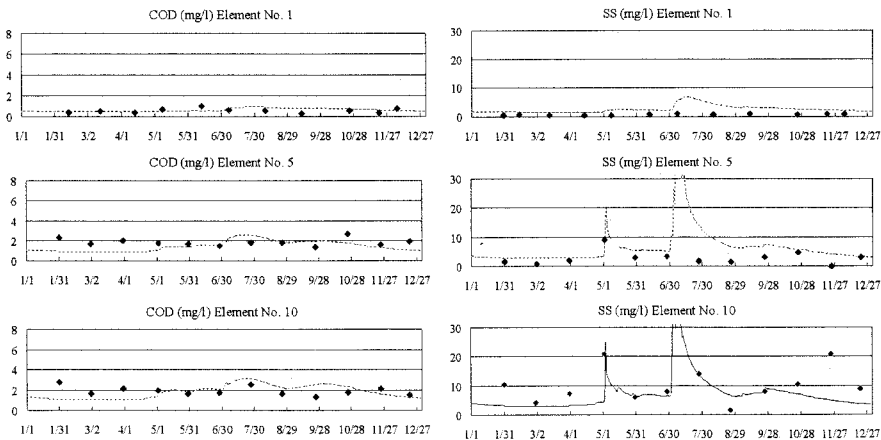 COD (mg/l) Element No. 1
8
6
4
2
0
1/1 1/31 3/2 4/1 5/1 5/31 6/30 7/30 8/29 9/28 10/28 11/27 12/27
SS (mg/l) Element No. 1
30
20
10
0
1/1 1/31 3/2 4/1 5/1 5/31 6/30 7/30 8/29 9/28 10/28 11/27 12/27
COD (mg/l) Element No. 5
8
6
4
2
0
1/1 1/31 3/2 4/1 5/1 5/31 6/30 7/30 8/29 9/28 10/28 11/27 12/27
SS (mg/l) Element No. 5
30
20
10
0
1/1 1/31 3/2 4/1 5/1 5/31 6/30 7/30 8/29 9/28 10/28 11/27 12/27
COD (mg/l) Element No. 10
8
6
4
2
0
1/1 1/31 3/2 4/1 5/1 5/31 6/30 7/30 8/29 9/28 10/28 11/27 12/27
SS (mg/l) Element No. 10
30
20
10
0
1/1 1/31 3/2 4/1 5/1 5/31 6/30 7/30 8/29 9/28 10/28 11/27 12/27